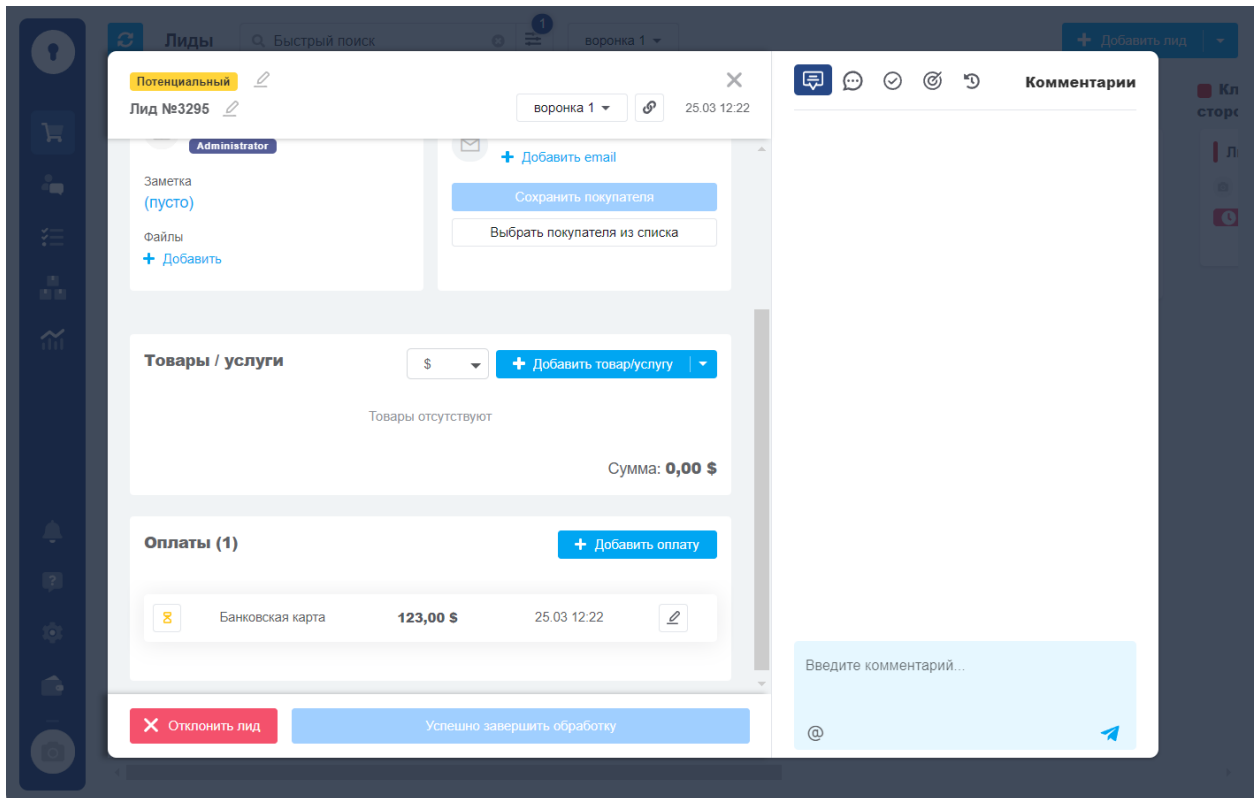 Лиды
Быстрый поиск
1
воронка 1
Добавить лид
Потенциальный
Лид №3295
воронка 1
25.03 12:22
Administrator
Заметка
(пусто)
Файлы
Добавить
Добавить email
Сохранить покупателя
Выбрать покупателя из списка
Товары / услуги
$
Добавить товар/услугу
Товары отсутствуют
Сумма: 0,00 $
Оплаты (1)
Добавить оплату
Банковская карта
123,00 $
25.03 12:22
Отклонить лид
Успешно завершить обработку
Комментарии
Введите комментарий...
@